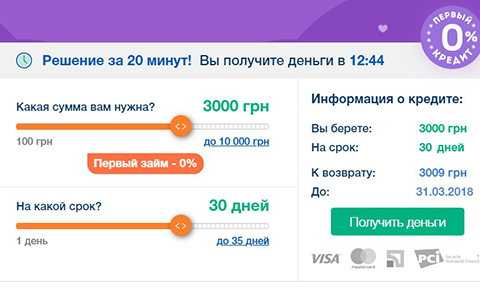 ПЕРВЫЙ
0%
КРЕДИТ
Решение за 20 минут! Вы получите деньги в 12:44
Какая сумма вам нужна? 3000 грн
100 грн до 10 000 грн
Первый займ - 0%
На какой срок? 30 дней
1 день до 35 дней
Информация о кредите:
Вы берете: 3000 грн
На срок: 30 дней
К возврату: 3009 грн
До: 31.03.2018
Получить деньги
VISA mastercard PCI Security Standards Council